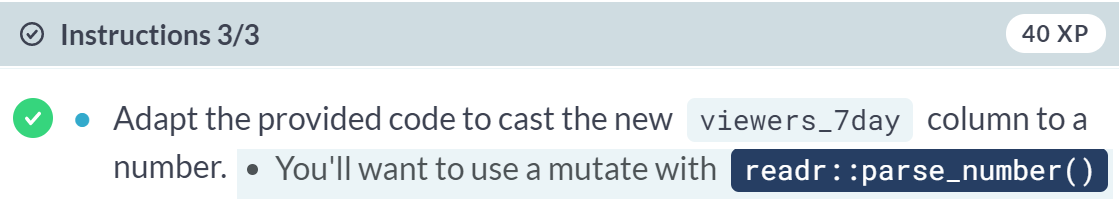 Instructions 3/3 40 XP
Adapt the provided code to cast the new viewers_7day column to a
number. • You'll want to use a mutate with readr::parse_number()